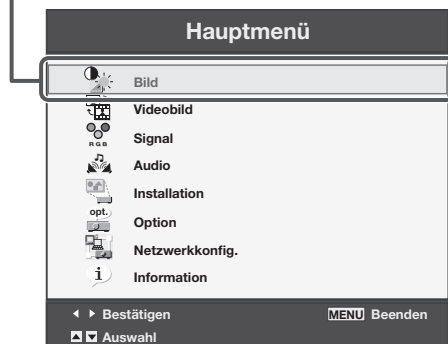 Hauptmenü
Bild
Videobild
RGB Signal
Audio
Installation
opt. Option
Netzwerkkonfig.
i Information
Bestätigen MENU Beenden
Auswahl